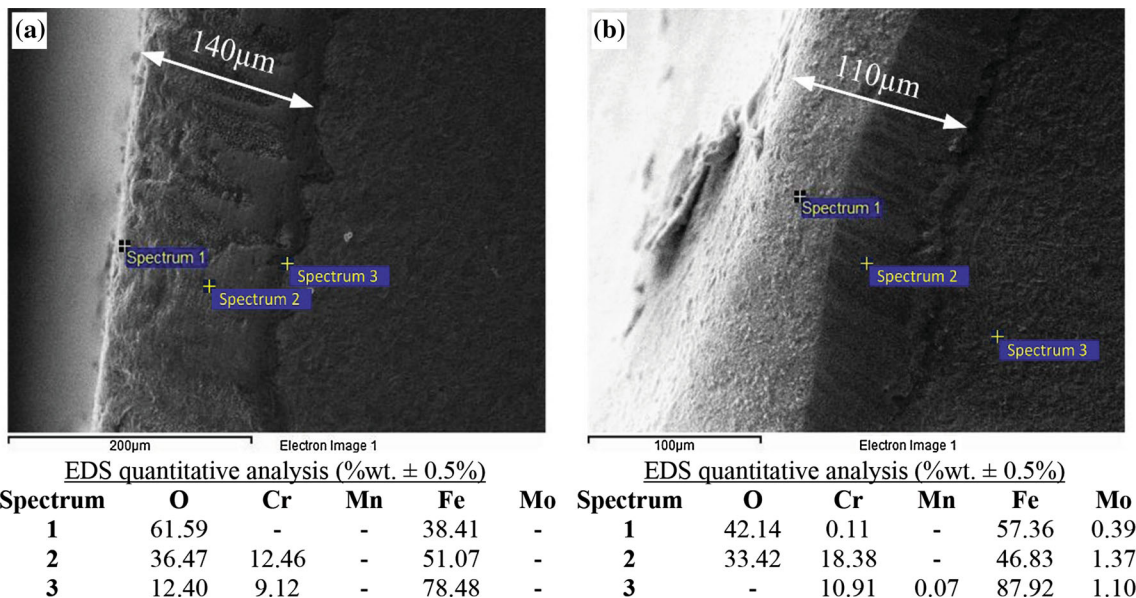 (a)
140μm
Spectrum 1
Spectrum 3
Spectrum 2
200μm
Electron Image 1
EDS quantitative analysis (%wt. ± 0.5%)
Spectrum O Cr Mn Fe Mo
1 61.59 - - 38.41 -
2 36.47 12.46 - 51.07 -
3 12.40 9.12 - 78.48 -
(b)
110μm
Spectrum 1
Spectrum 2
Spectrum 3
100μm
Electron Image 1
EDS quantitative analysis (%wt. ± 0.5%)
Spectrum O Cr Mn Fe Mo
1 42.14 0.11 - 57.36 0.39
2 33.42 18.38 - 46.83 1.37
3 - 10.91 0.07 87.92 1.10